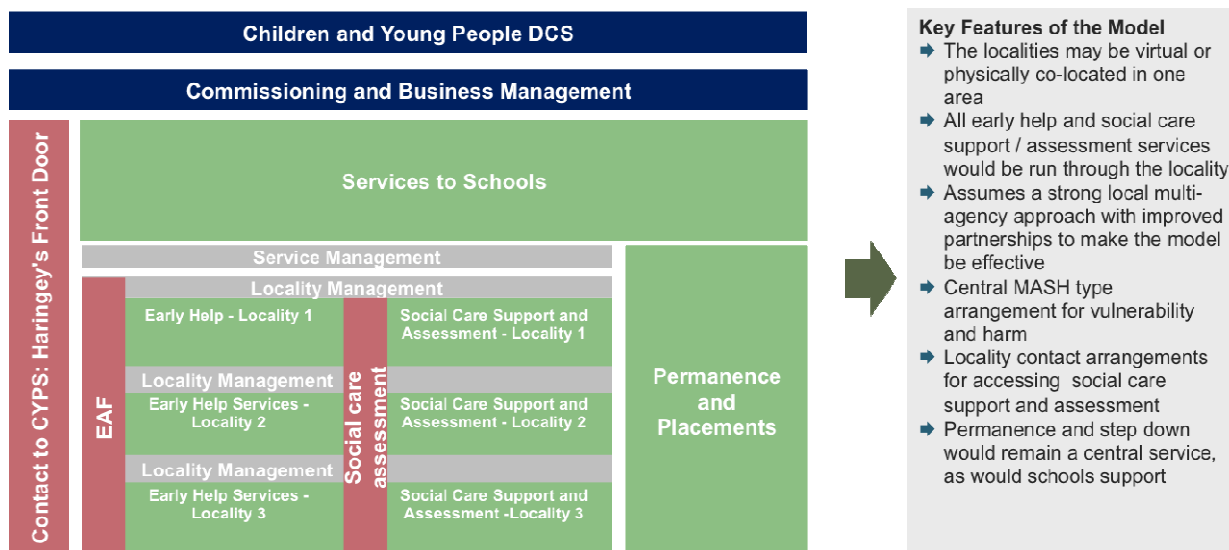 Children and Young People DCS
Commissioning and Business Management
Contact to CYPS: Haringey's Front Door
Services to Schools
Service Management
Locality Management
EAF
Early Help - Locality 1
Social care
assessment
Social Care Support and
Assessment - Locality 1
Locality Management
Early Help Services -
Locality 2
Social Care Support and
Assessment - Locality 2
Locality Management
Early Help Services -
Locality 3
Social Care Support and
Assessment -Locality 3
Permanence
and
Placements
Key Features of the Model
The localities may be virtual or
physically co-located in one
area
All early help and social care
support / assessment services
would be run through the locality
Assumes a strong local multi-
agency approach with improved
partnerships to make the model
be effective
Central MASH type
arrangement for vulnerability
and harm
Locality contact arrangements
for accessing social care
support and assessment
Permanence and step down
would remain a central service,
as would schools support